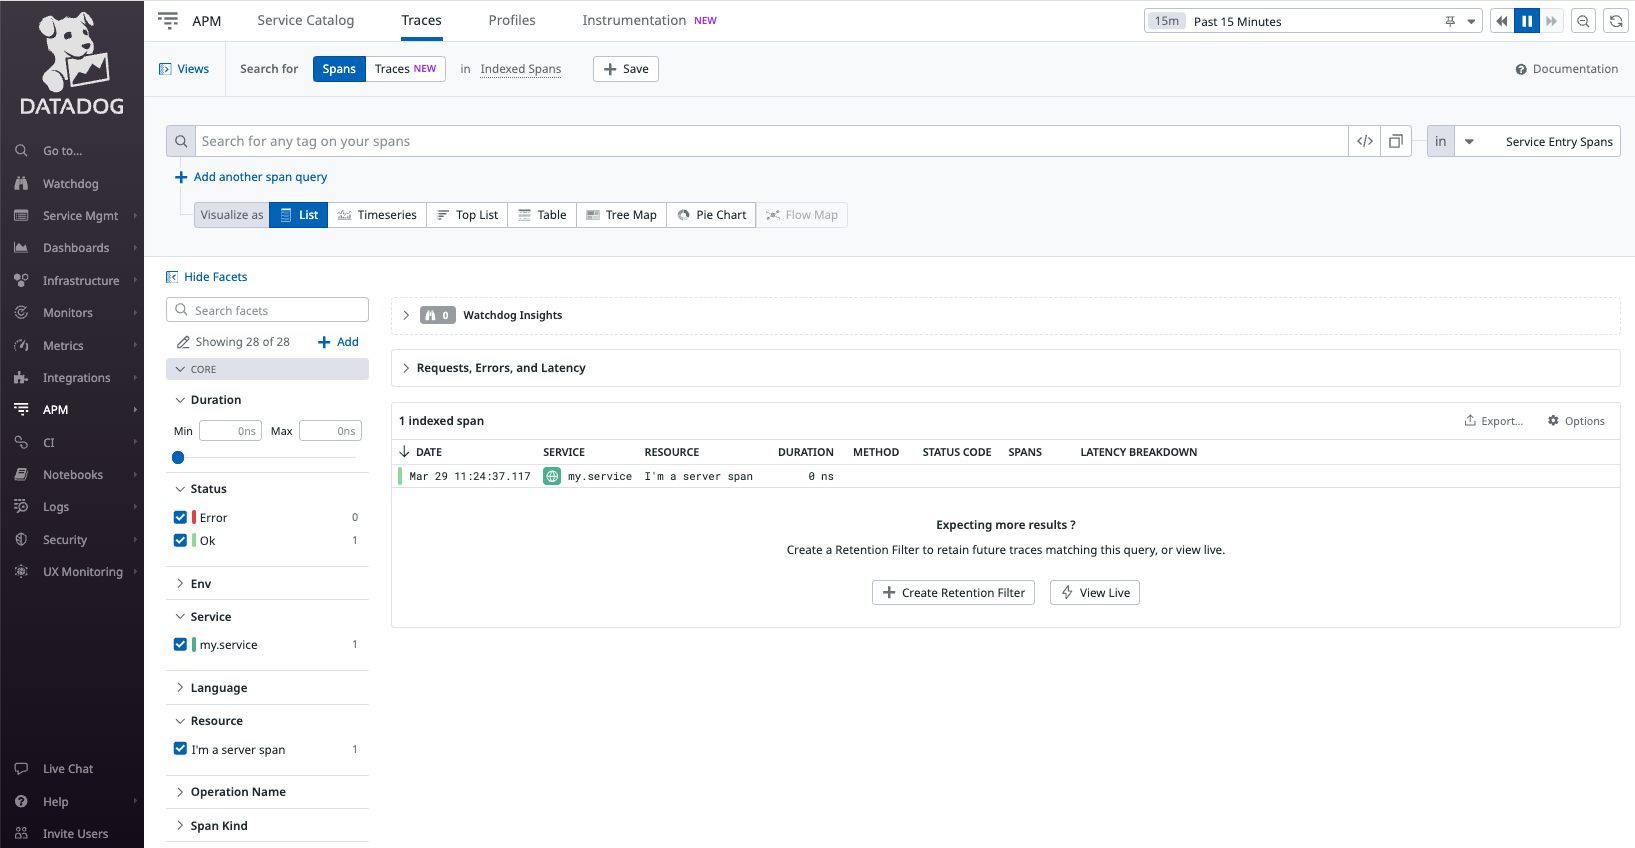 DATADOG
Go to...
Watchdog
Service Mgmt
Dashboards
Infrastructure
Monitors
Metrics
Integrations
APM
CI
Notebooks
Logs
Security
UX Monitoring
Live Chat
Help
Invite Users
APM Service Catalog Traces Profiles Instrumentation NEW 15m Past 15 Minutes
Views Search for Spans Traces NEW in Indexed Spans Save Documentation
Search for any tag on your spans </> in Service Entry Spans
Add another span query
Visualize as List Timeseries Top List Table Tree Map Pie Chart Flow Map
Hide Facets
Search facets
Showing 28 of 28 Add
CORE
Duration
Min 0ns Max 0ns
Status
Error 0
Ok 1
Env
Service
my.service 1
Language
Resource
I'm a server span 1
Operation Name
Span Kind
0 Watchdog Insights
Requests, Errors, and Latency
1 indexed span Export... Options
DATE SERVICE RESOURCE DURATION METHOD STATUS CODE SPANS LATENCY BREAKDOWN
Mar 29 11:24:37.117 my.service I'm a server span 0 ns
Expecting more results ?
Create a Retention Filter to retain future traces matching this query, or view live.
Create Retention Filter View Live